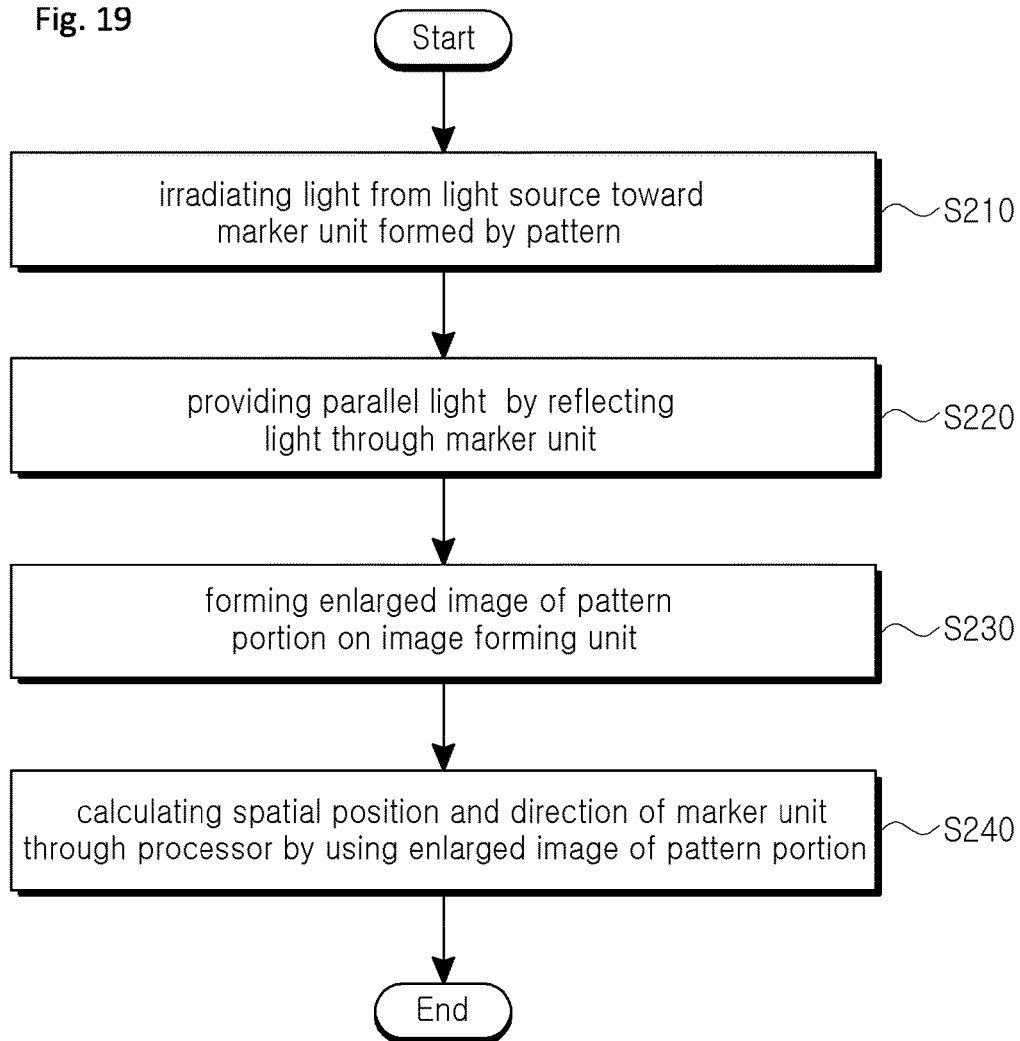 Fig. 19
Start
irradiating light from light source toward
marker unit formed by pattern
S210
providing parallel light by reflecting
light through marker unit
S220
forming enlarged image of pattern
portion on image forming unit
S230
calculating spatial position and direction of marker unit
through processor by using enlarged image of pattern portion
S240
End